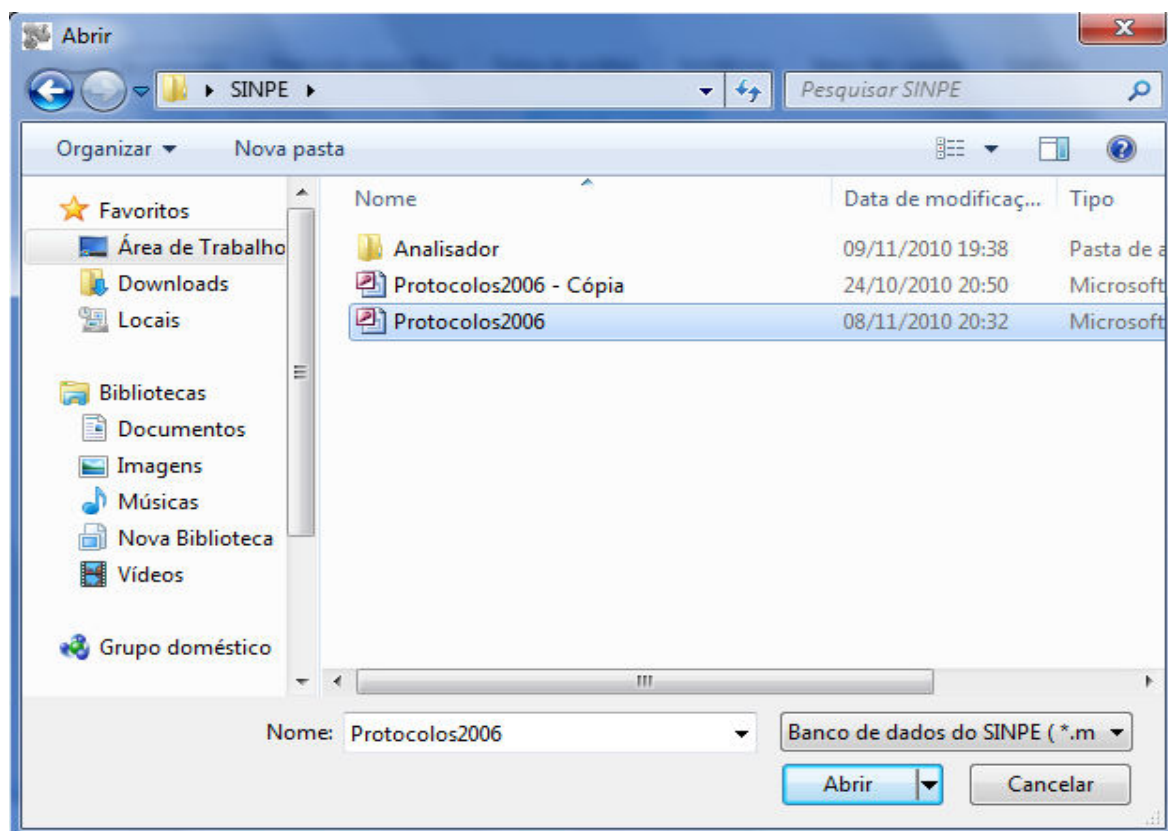 Abrir
SINPE
Pesquisar SINPE
Organizar
Nova pasta
Nome
Data de modificaç...
Tipo
Favoritos
Área de Trabalho
Downloads
Locais
Bibliotecas
Documentos
Imagens
Músicas
Nova Biblioteca
Vídeos
Grupo doméstico
Analisador 09/11/2010 19:38 Pasta de a
Protocolos2006 - Cópia 24/10/2010 20:50 Microsoft
Protocolos2006 08/11/2010 20:32 Microsoft
Nome: Protocolos2006
Banco de dados do SINPE ( *.m
Abrir
Cancelar